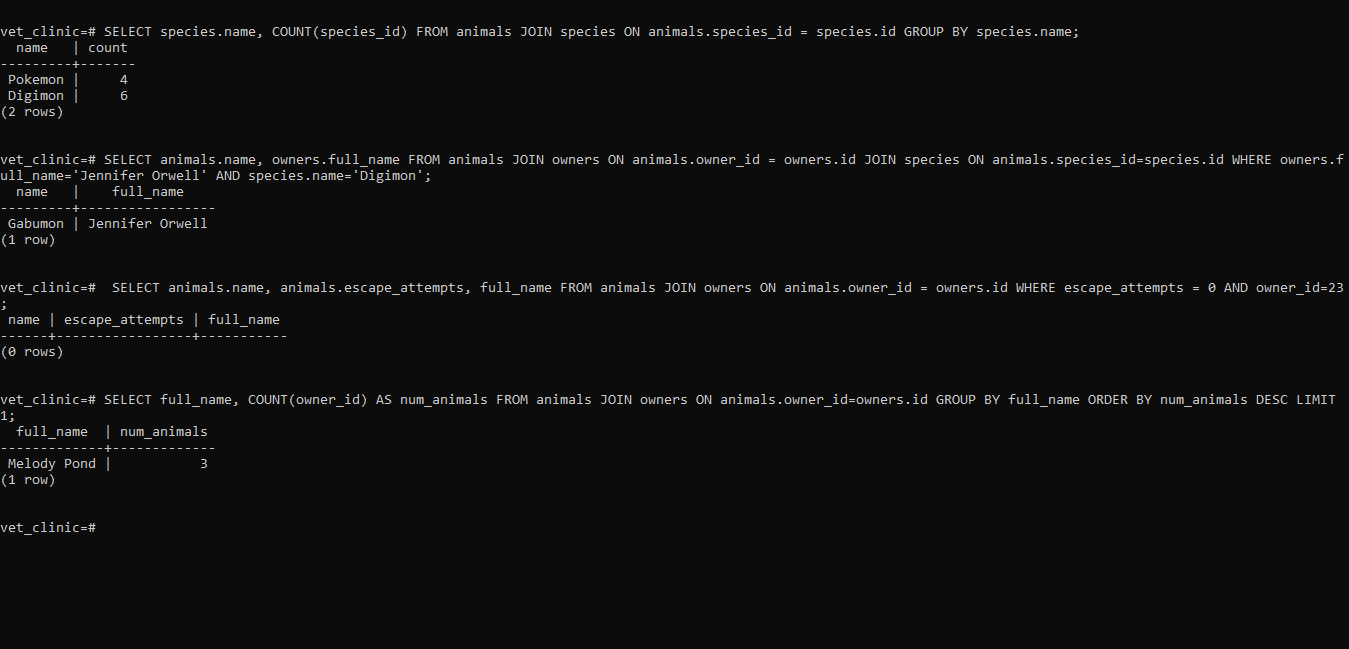 vet_clinic=# SELECT species.name, COUNT(species_id) FROM animals JOIN species ON animals.species_id = species.id GROUP BY species.name;
  name   | count
---------+-------
 Pokemon |     4
 Digimon |     6
(2 rows)
vet_clinic=# SELECT animals.name, owners.full_name FROM animals JOIN owners ON animals.owner_id = owners.id JOIN species ON animals.species_id=species.id WHERE owners.f
ull_name='Jennifer Orwell' AND species.name='Digimon';
  name   |    full_name
---------+-----------------
 Gabumon | Jennifer Orwell
(1 row)
vet_clinic=#  SELECT animals.name, animals.escape_attempts, full_name FROM animals JOIN owners ON animals.owner_id = owners.id WHERE escape_attempts = 0 AND owner_id=23
;
 name | escape_attempts | full_name
------+-----------------+-----------
(0 rows)
vet_clinic=# SELECT full_name, COUNT(owner_id) AS num_animals FROM animals JOIN owners ON animals.owner_id=owners.id GROUP BY full_name ORDER BY num_animals DESC LIMIT
1;
  full_name  | num_animals
-------------+-------------
 Melody Pond |           3
(1 row)
vet_clinic=#